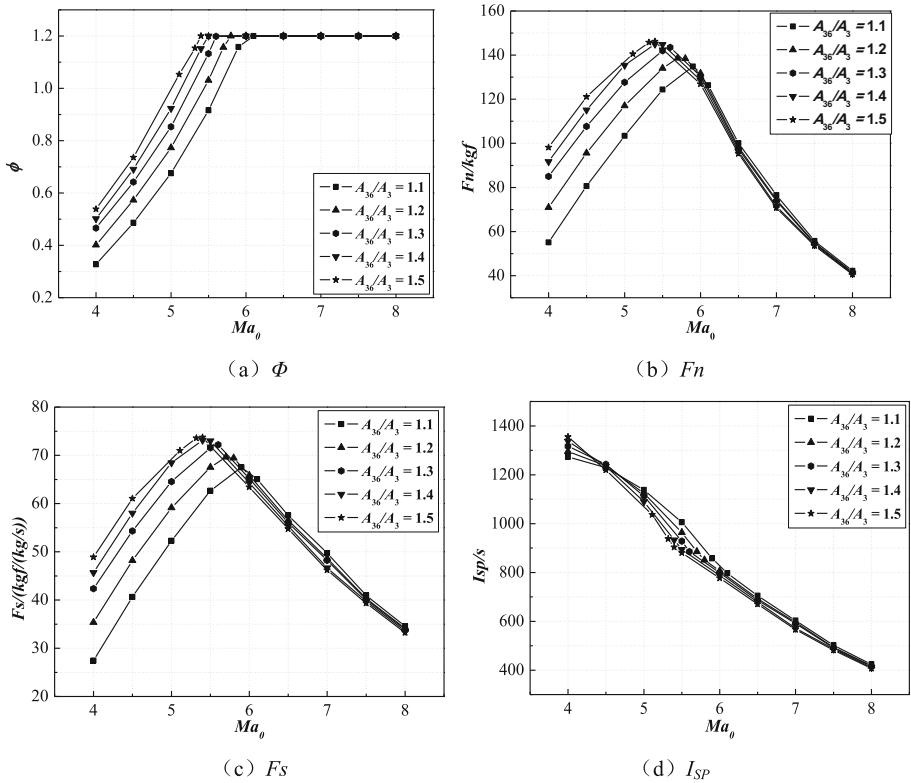 1.2
1.0
0.8
0.6
0.4
0.2
ϕ
A36/A3 = 1.1
A36/A3 = 1.2
A36/A3 = 1.3
A36/A3 = 1.4
A36/A3 = 1.5
4 5 6 7 8
Ma0
(a) Φ
160
140
120
100
80
60
40
Fn/kgf
A36/A3 = 1.1
A36/A3 = 1.2
A36/A3 = 1.3
A36/A3 = 1.4
A36/A3 = 1.5
4 5 6 7 8
Ma0
(b) Fn
80
70
60
50
40
30
20
Fs/(kgf/(kg/s))
A36/A3 = 1.1
A36/A3 = 1.2
A36/A3 = 1.3
A36/A3 = 1.4
A36/A3 = 1.5
4 5 6 7 8
Ma0
(c) Fs
1400
1200
1000
800
600
400
Isp/s
A36/A3 = 1.1
A36/A3 = 1.2
A36/A3 = 1.3
A36/A3 = 1.4
A36/A3 = 1.5
4 5 6 7 8
Ma0
(d) ISP